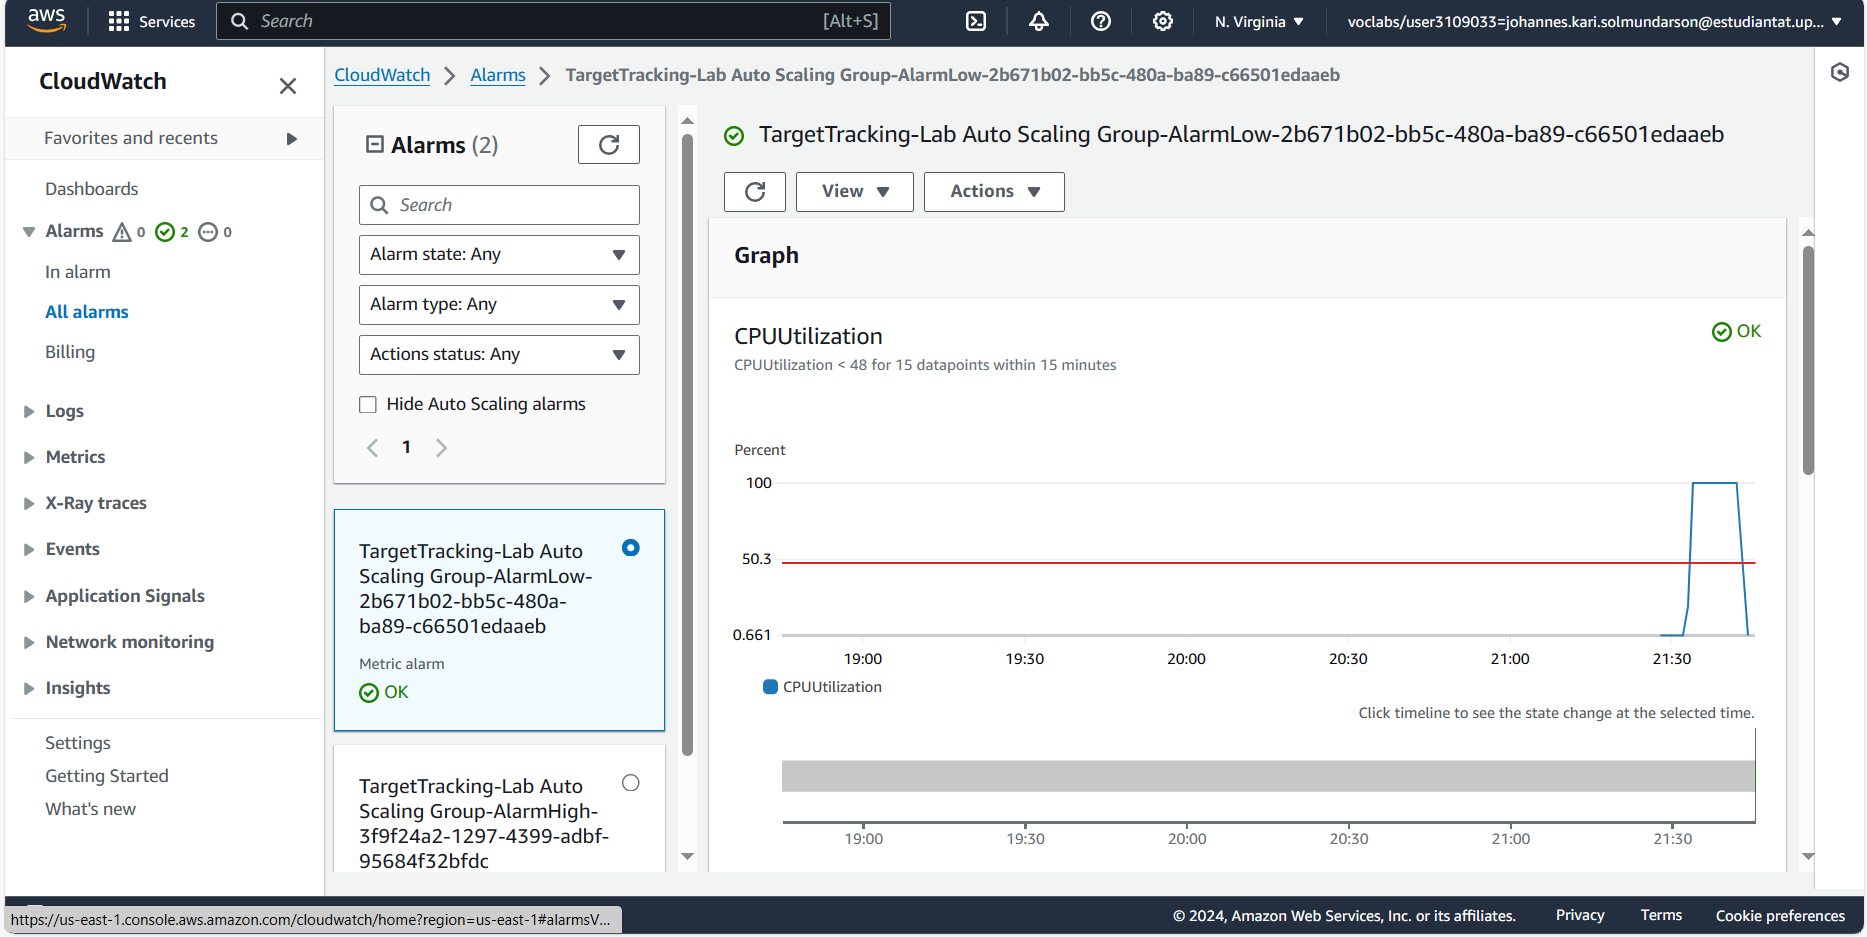 aws
Services
Search
[Alt+S]
N. Virginia
voclabs/user3109033=johannes.kari.solmundarson@estudiantat.up...
CloudWatch
Favorites and recents
Dashboards
Alarms 0 2 0
In alarm
All alarms
Billing
Logs
Metrics
X-Ray traces
Events
Application Signals
Network monitoring
Insights
Settings
Getting Started
What's new
CloudWatch > Alarms > TargetTracking-Lab Auto Scaling Group-AlarmLow-2b671b02-bb5c-480a-ba89-c66501edaaeb
Alarms (2)
Search
Alarm state: Any
Alarm type: Any
Actions status: Any
Hide Auto Scaling alarms
1
TargetTracking-Lab Auto
Scaling Group-AlarmLow-
2b671b02-bb5c-480a-
ba89-c66501edaaeb
Metric alarm
OK
TargetTracking-Lab Auto
Scaling Group-AlarmHigh-
3f9f24a2-1297-4399-adbf-
95684f32bfdc
TargetTracking-Lab Auto Scaling Group-AlarmLow-2b671b02-bb5c-480a-ba89-c66501edaaeb
View
Actions
Graph
CPUUtilization
OK
CPUUtilization < 48 for 15 datapoints within 15 minutes
Percent
100
50.3
0.661
19:00 19:30 20:00 20:30 21:00 21:30
CPUUtilization
Click timeline to see the state change at the selected time.
19:00 19:30 20:00 20:30 21:00 21:30
https://us-east-1.console.aws.amazon.com/cloudwatch/home?region=us-east-1#alarmsV...
© 2024, Amazon Web Services, Inc. or its affiliates.
Privacy
Terms
Cookie preferences